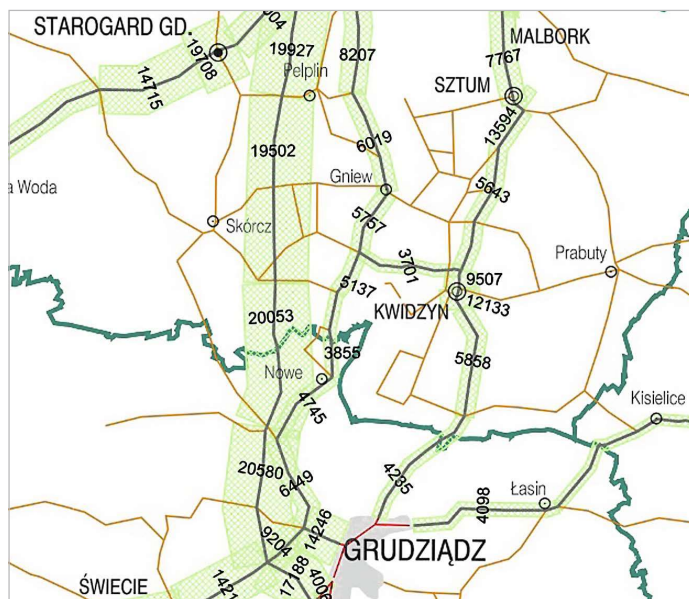 STAROGARD GD.
19708
14715
19927
Pelplin
8207
7767
MALBORK
SZTUM
13594
19502
6019
Gniew
5643
a Woda
Skórcz
5757
3701
Prabuty
9507
12133
KWIDZYN
5137
20053
3855
5858
Nowe
4745
Kisielice
20580
6449
4235
4098
Łasin
14246
9204
GRUDZIĄDZ
17188
ŚWIECIE